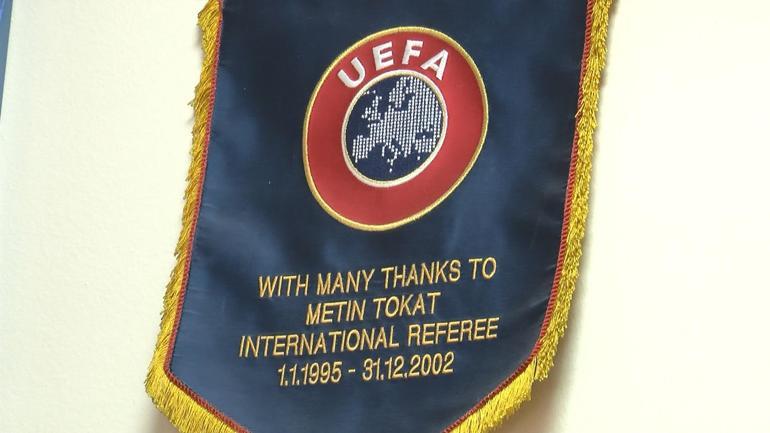 UEFA
WITH MANY THANKS TO
METIN TOKAT
INTERNATIONAL REFEREE
1.1.1995 - 31.12.2002